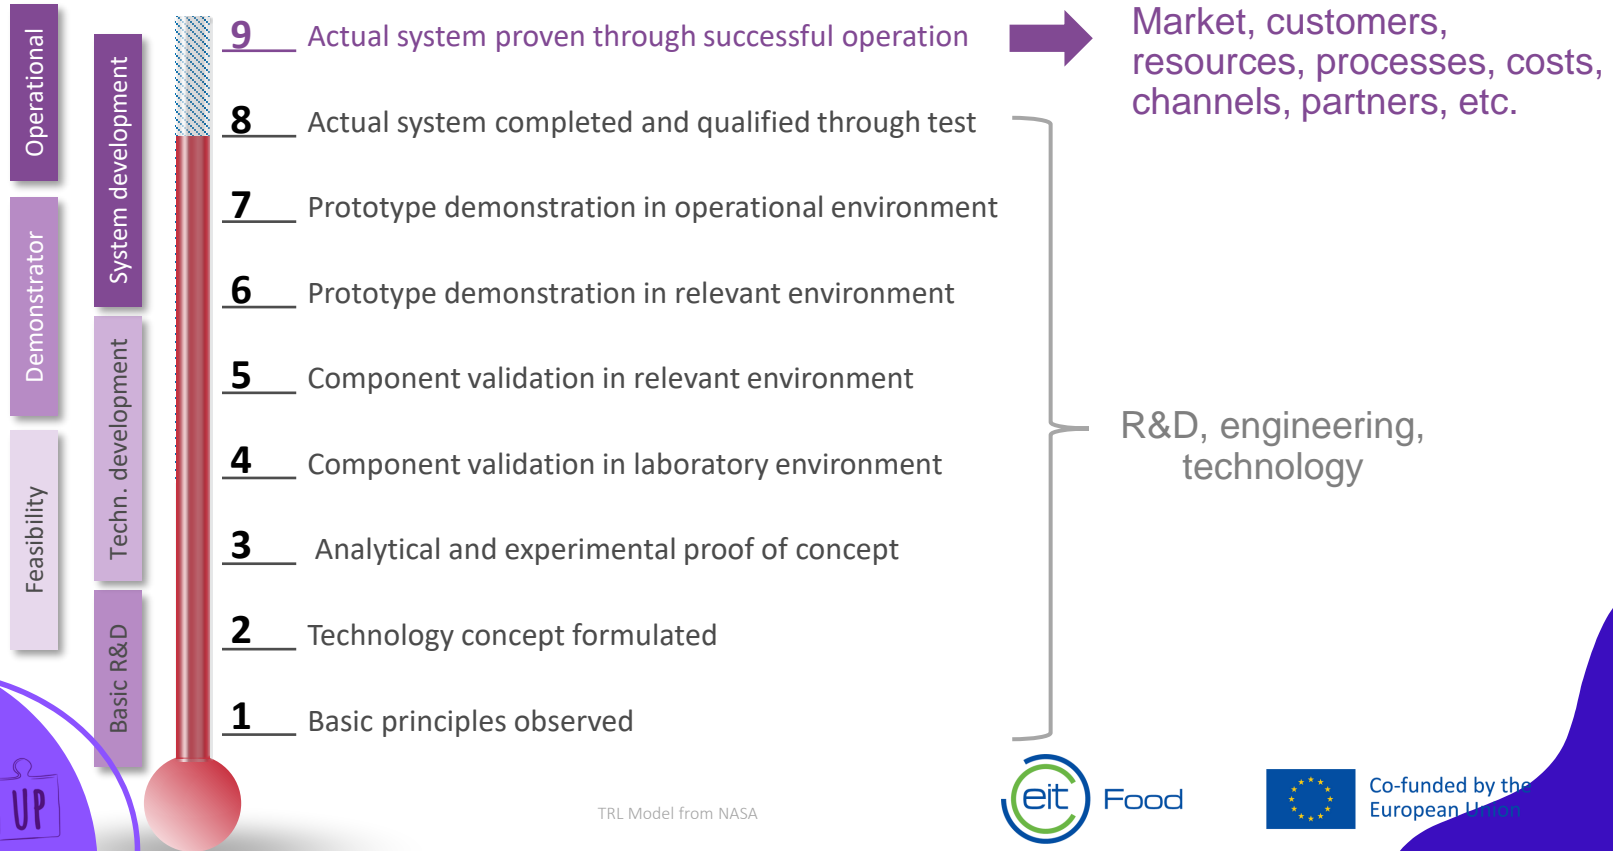 Operational
Demonstrator
Feasibility
System development
Techn. development
Basic R&D
9 Actual system proven through successful operation
8 Actual system completed and qualified through test
7 Prototype demonstration in operational environment
6 Prototype demonstration in relevant environment
5 Component validation in relevant environment
4 Component validation in laboratory environment
3 Analytical and experimental proof of concept
2 Technology concept formulated
1 Basic principles observed
Market, customers,
resources, processes, costs,
channels, partners, etc.
R&D, engineering,
technology
UP
TRL Model from NASA
eit Food
Co-funded by the
European Union